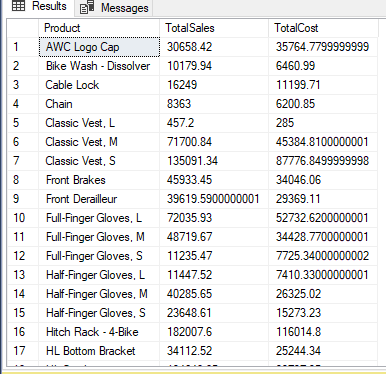 Results Messages
Product TotalSales TotalCost
1 AWC Logo Cap 30658.42 35764.7799999999
2 Bike Wash - Dissolver 10179.94 6460.99
3 Cable Lock 16249 11199.71
4 Chain 8363 6200.85
5 Classic Vest, L 457.2 285
6 Classic Vest, M 71700.84 45384.8100000001
7 Classic Vest, S 135091.34 87776.8499999998
8 Front Brakes 45933.45 34046.06
9 Front Derailleur 39619.5900000001 29369.11
10 Full-Finger Gloves, L 72035.93 52732.6200000001
11 Full-Finger Gloves, M 48719.67 34428.7700000001
12 Full-Finger Gloves, S 11235.47 7725.34000000002
13 Half-Finger Gloves, L 11447.52 7410.33000000001
14 Half-Finger Gloves, M 40285.65 26325.02
15 Half-Finger Gloves, S 23648.61 15273.23
16 Hitch Rack - 4-Bike 182007.6 116014.8
17 HL Bottom Bracket 34112.52 25244.34